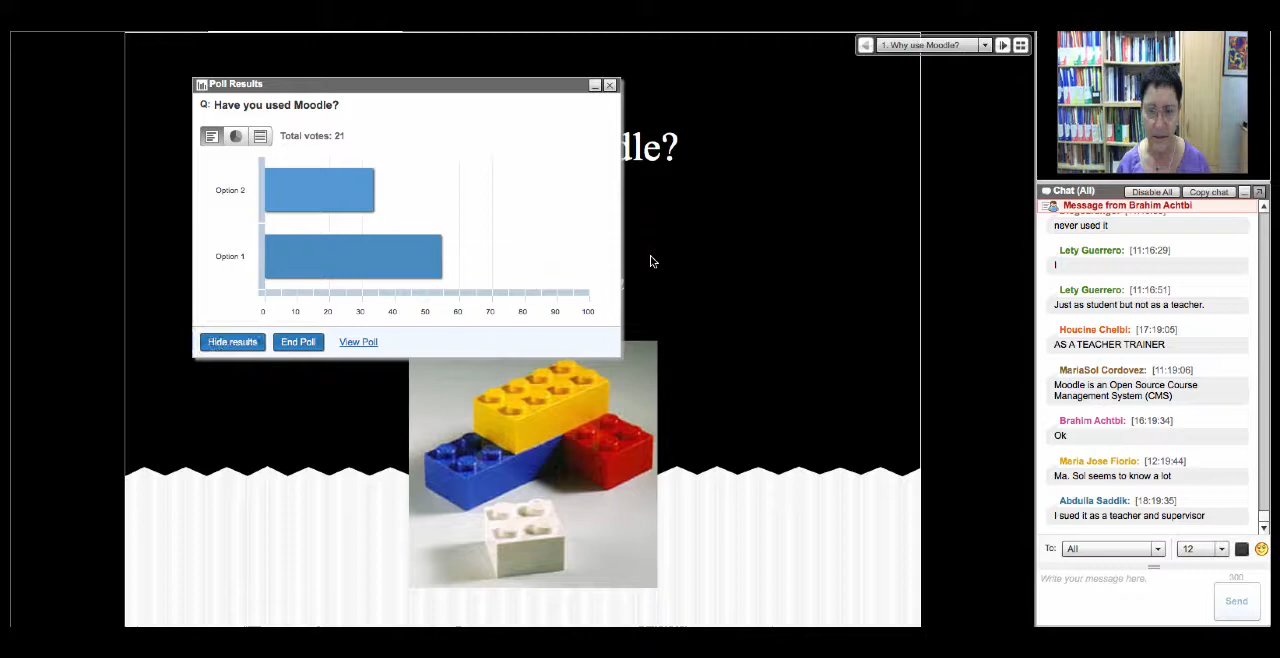 1. Why use Moodle?
Poll Results
Q: Have you used Moodle?
Total votes: 21
dle?
Option 2
Option 1
0 10 20 30 40 50 60 70 80 90 100
Hide results End Poll View Poll
Chat (All) Disable All Copy chat
Message from Brahim Achtbi
never used it
Lety Guerrero: [11:16:29]
I
Lety Guerrero: [11:16:51]
Just as student but not as a teacher.
Houcine Chelbi: [17:19:05]
AS A TEACHER TRAINER
MariaSol Cordovez: [11:19:06]
Moodle is an Open Source Course
Management System (CMS)
Brahim Achtbi: [16:19:34]
Ok
Maria Jose Fiorio: [12:19:44]
Ma. Sol seems to know a lot
Abdulla Saddik: [18:19:35]
I sued it as a teacher and supervisor
To: All 12
Write your message here. 300
Send